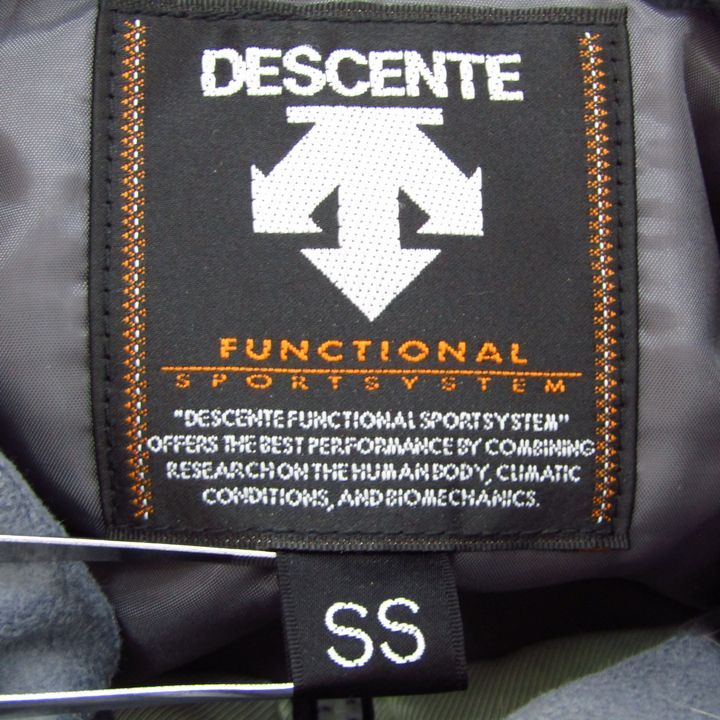 DESCENTE
FUNCTIONAL
SPORTSYSTEM
"DESCENTE FUNCTIONAL SPORTSYSTEM"
OFFERS THE BEST PERFORMANCE BY COMBINING
RESEARCH ON THE HUMAN BODY, CLIMATIC
CONDITIONS, AND BIOMECHANICS.
SS